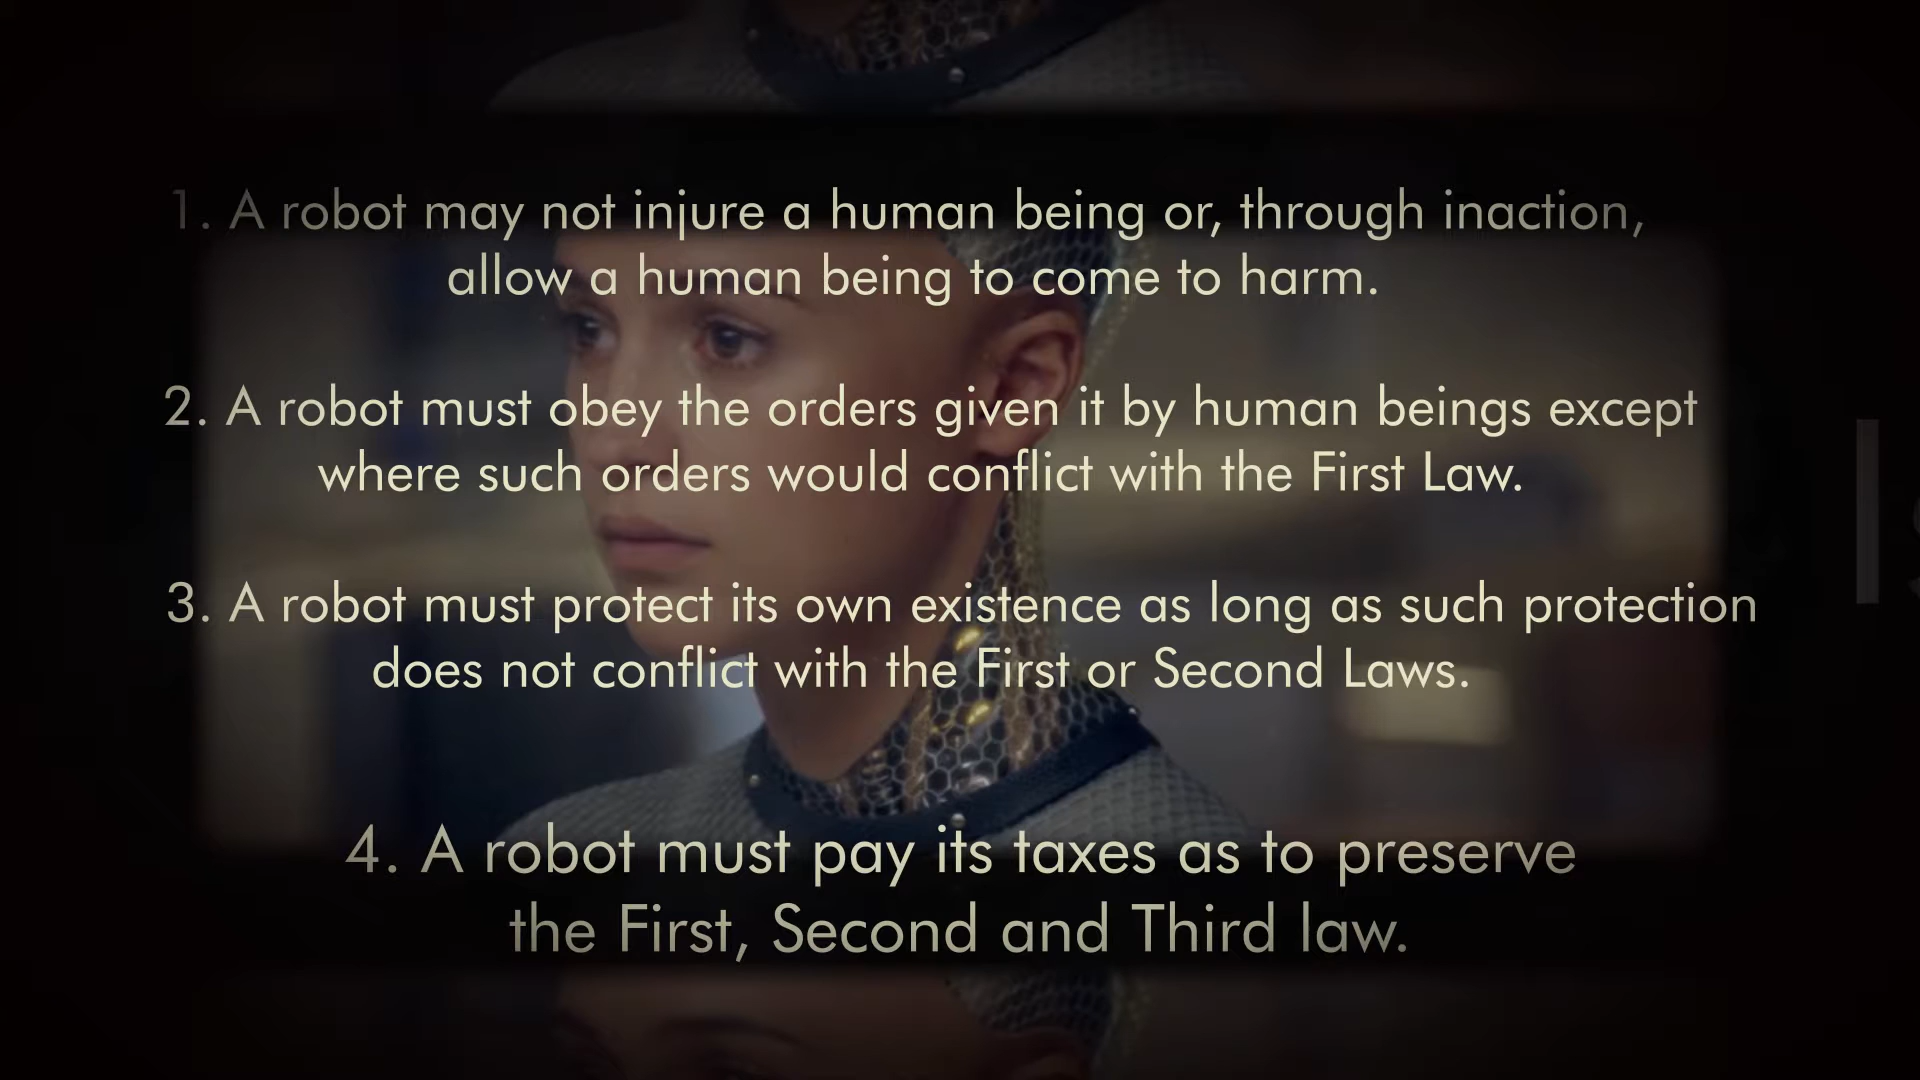 1. A robot may not injure a human being or, through inaction,
allow a human being to come to harm.
2. A robot must obey the orders given it by human beings except
where such orders would conflict with the First Law.
3. A robot must protect its own existence as long as such protection
does not conflict with the First or Second Laws.
4. A robot must pay its taxes as to preserve
the First, Second and Third law.